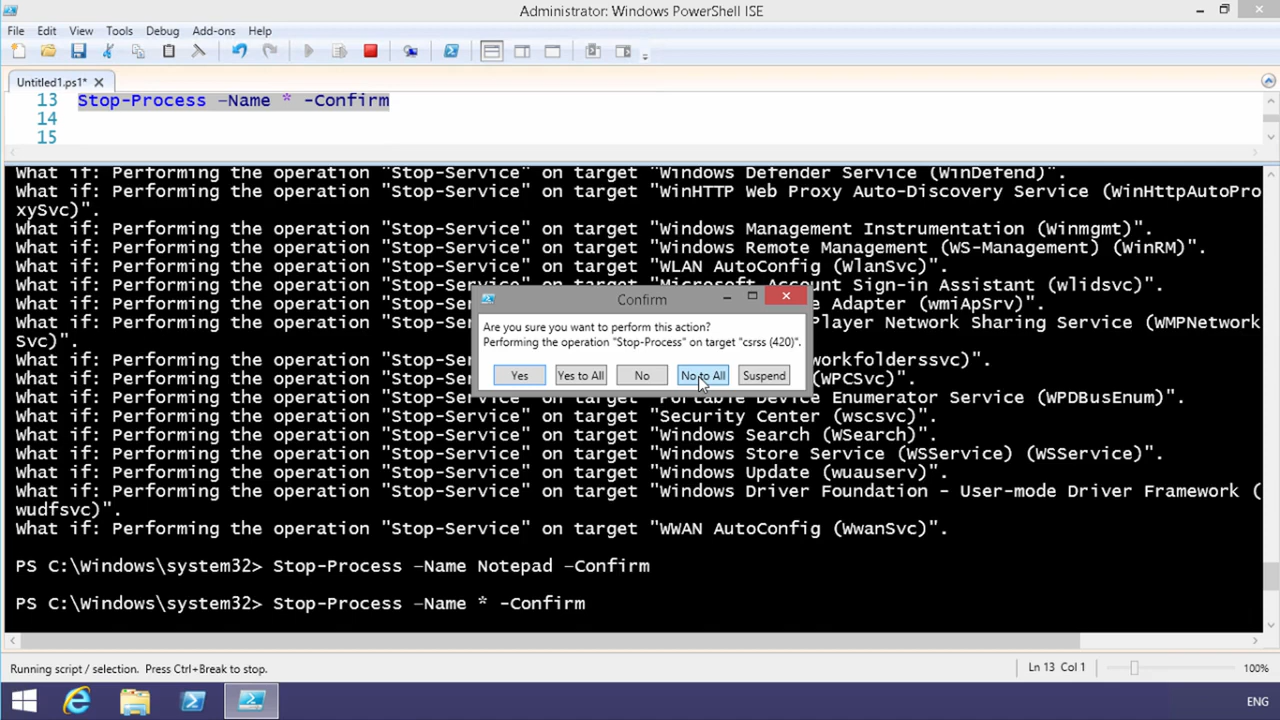 Administrator: Windows PowerShell ISE
File Edit View Tools Debug Add-ons Help
Untitled1.ps1*
13 Stop-Process –Name * -Confirm
14
15
What if: Performing the operation "Stop-Service" on target "Windows Defender Service (WinDefend)".
What if: Performing the operation "Stop-Service" on target "WinHTTP Web Proxy Auto-Discovery Service (WinHttpAutoPro
xySvc)".
What if: Performing the operation "Stop-Service" on target "Windows Management Instrumentation (Winmgmt)".
What if: Performing the operation "Stop-Service" on target "Windows Remote Management (WS-Management) (WinRM)".
What if: Performing the operation "Stop-Service" on target "WLAN AutoConfig (WlanSvc)".
What if: Performing the operation "Stop-Service" on target "Microsoft Account Sign-in Assistant (wlidsvc)".
What if: Performing the operation "Stop-Service Adapter (wmiApSrv)".
What if: Performing the operation "Stop-Service Player Network Sharing Service (WMPNetwork
Svc)".
What if: Performing the operation "Stop-Service workfolderssvc)".
What if: Performing the operation "Stop-Service (WPCSvc)".
What if: Performing the operation "Stop-Service" on target "Portable Device Enumerator Service (WPDBusEnum)".
What if: Performing the operation "Stop-Service" on target "Security Center (wscsvc)".
What if: Performing the operation "Stop-Service" on target "Windows Search (WSearch)".
What if: Performing the operation "Stop-Service" on target "Windows Store Service (WSService) (WSService)".
What if: Performing the operation "Stop-Service" on target "Windows Update (wuauserv)".
What if: Performing the operation "Stop-Service" on target "Windows Driver Foundation - User-mode Driver Framework (
wudfsvc)".
What if: Performing the operation "Stop-Service" on target "WWAN AutoConfig (WwanSvc)".
PS C:\Windows\system32> Stop-Process –Name Notepad –Confirm
PS C:\Windows\system32> Stop-Process –Name * -Confirm
Confirm
Are you sure you want to perform this action?
Performing the operation "Stop-Process" on target "csrss (420)".
Yes Yes to All No No to All Suspend
Running script / selection. Press Ctrl+Break to stop. Ln 13 Col 1 100%
ENG